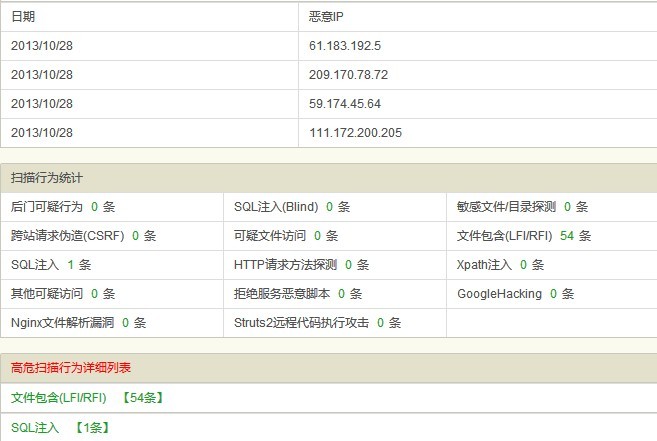 日期 恶意IP
2013/10/28 61.183.192.5
2013/10/28 209.170.78.72
2013/10/28 59.174.45.64
2013/10/28 111.172.200.205
扫描行为统计
后门可疑行为 0 条 SQL注入(Blind) 0 条 敏感文件/目录探测 0 条
跨站请求伪造(CSRF) 0 条 可疑文件访问 0 条 文件包含(LFI/RFI) 54 条
SQL注入 1 条 HTTP请求方法探测 0 条 Xpath注入 0 条
其他可疑访问 0 条 拒绝服务恶意脚本 0 条 GoogleHacking 0 条
Nginx文件解析漏洞 0 条 Struts2远程代码执行攻击 0 条
高危扫描行为详细列表
文件包含(LFI/RFI) 【54条】
SQL注入 【1条】